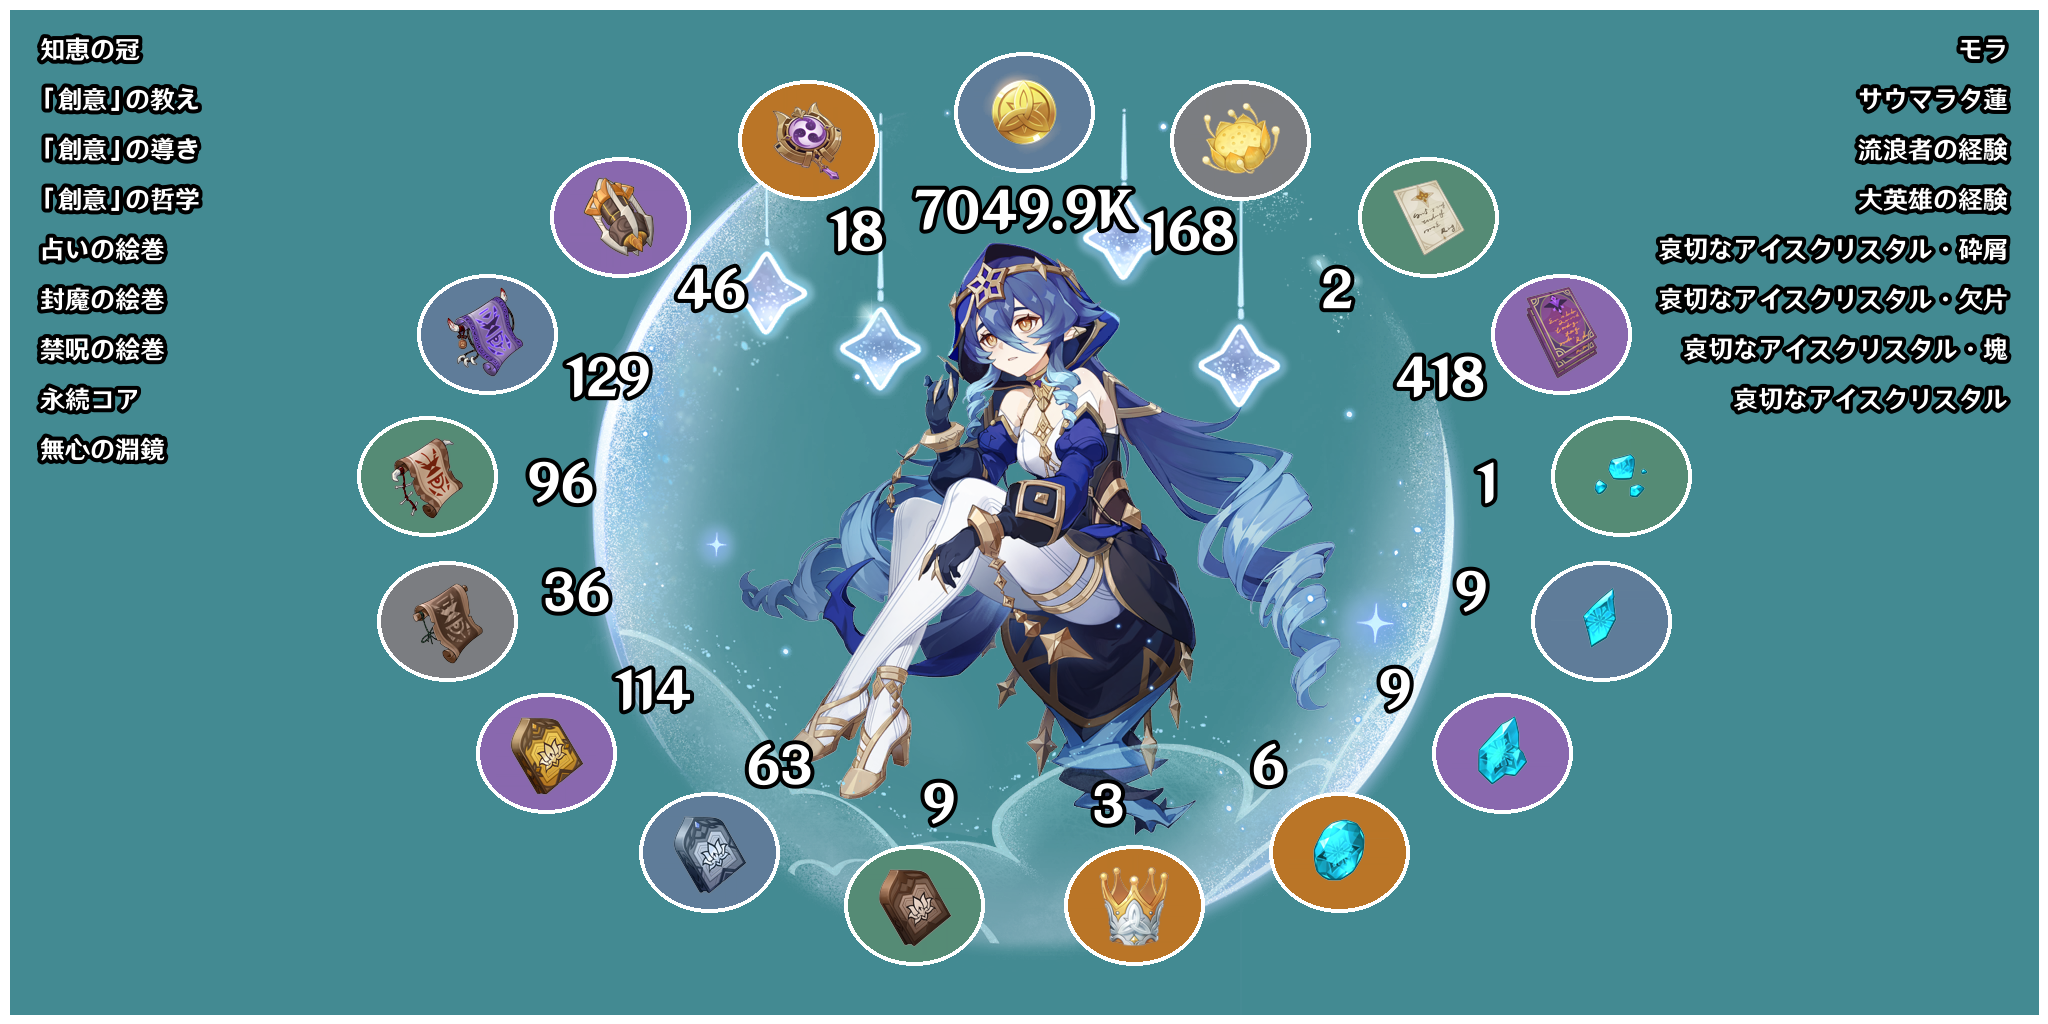 知恵の冠
「創意」の教え
「創意」の導き
「創意」の哲学
占いの絵巻
封魔の絵巻
禁呪の絵巻
永続コア
無心の淵鏡
モラ
サウマラタ蓮
流浪者の経験
大英雄の経験
哀切なアイスクリスタル・砕屑
哀切なアイスクリスタル・欠片
哀切なアイスクリスタル・塊
哀切なアイスクリスタル
7049.9K
168
2
418
1
9
9
6
3
9
63
114
36
96
129
46
18